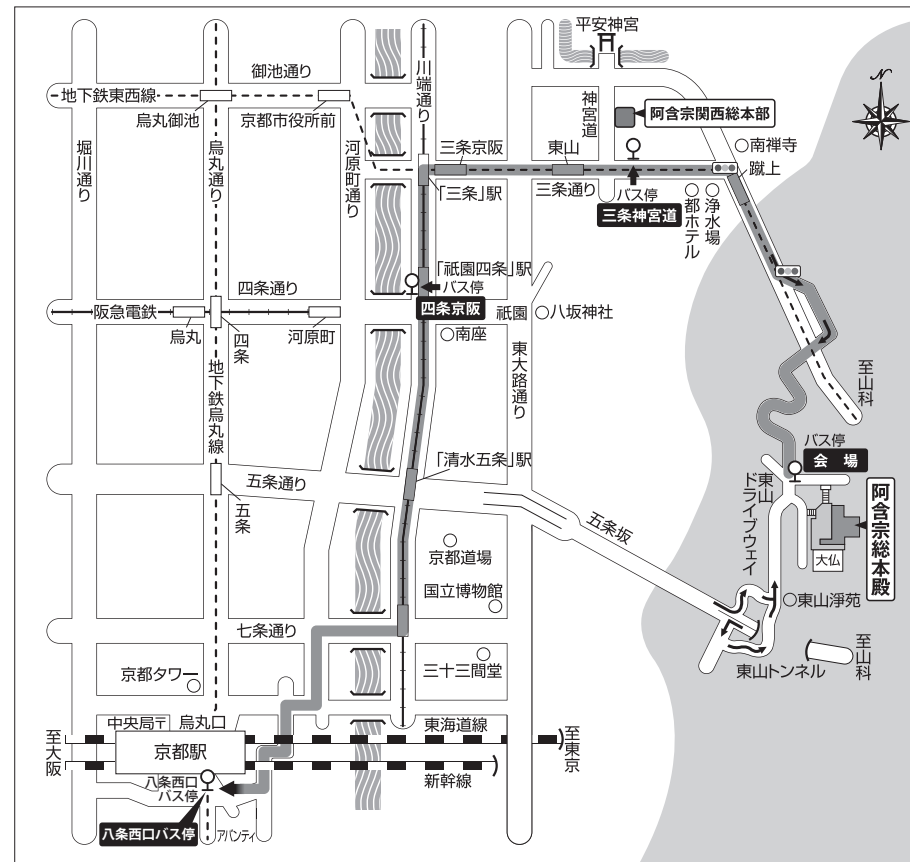 平安神宮
N
御池通り
地下鉄東西線
烏丸御池
京都市役所前
川端通り
神宮道
阿含宗関西総本部
堀川通り
烏丸通り
河原町通り
三条京阪
東山
南禅寺
蹴上
「三条」駅
三条通り
バス停
三条神宮道
都ホテル
浄水場
「祇園四条」駅
バス停
四条京阪
四条通り
阪急電鉄
烏丸
四条
河原町
祇園
八坂神社
南座
東大路通り
地下鉄烏丸線
至山科
「清水五条」駅
バス停
会場
五条通り
五条
五条坂
東山
ドライブウェイ
阿含宗総本殿
大仏
京都道場
国立博物館
東山淨苑
七条通り
三十三間堂
東山トンネル
至山科
京都タワー
中央局〒
烏丸口
東海道線
至大阪
京都駅
至東京
新幹線
八条西口
バス停
八条西口バス停
アバンティ